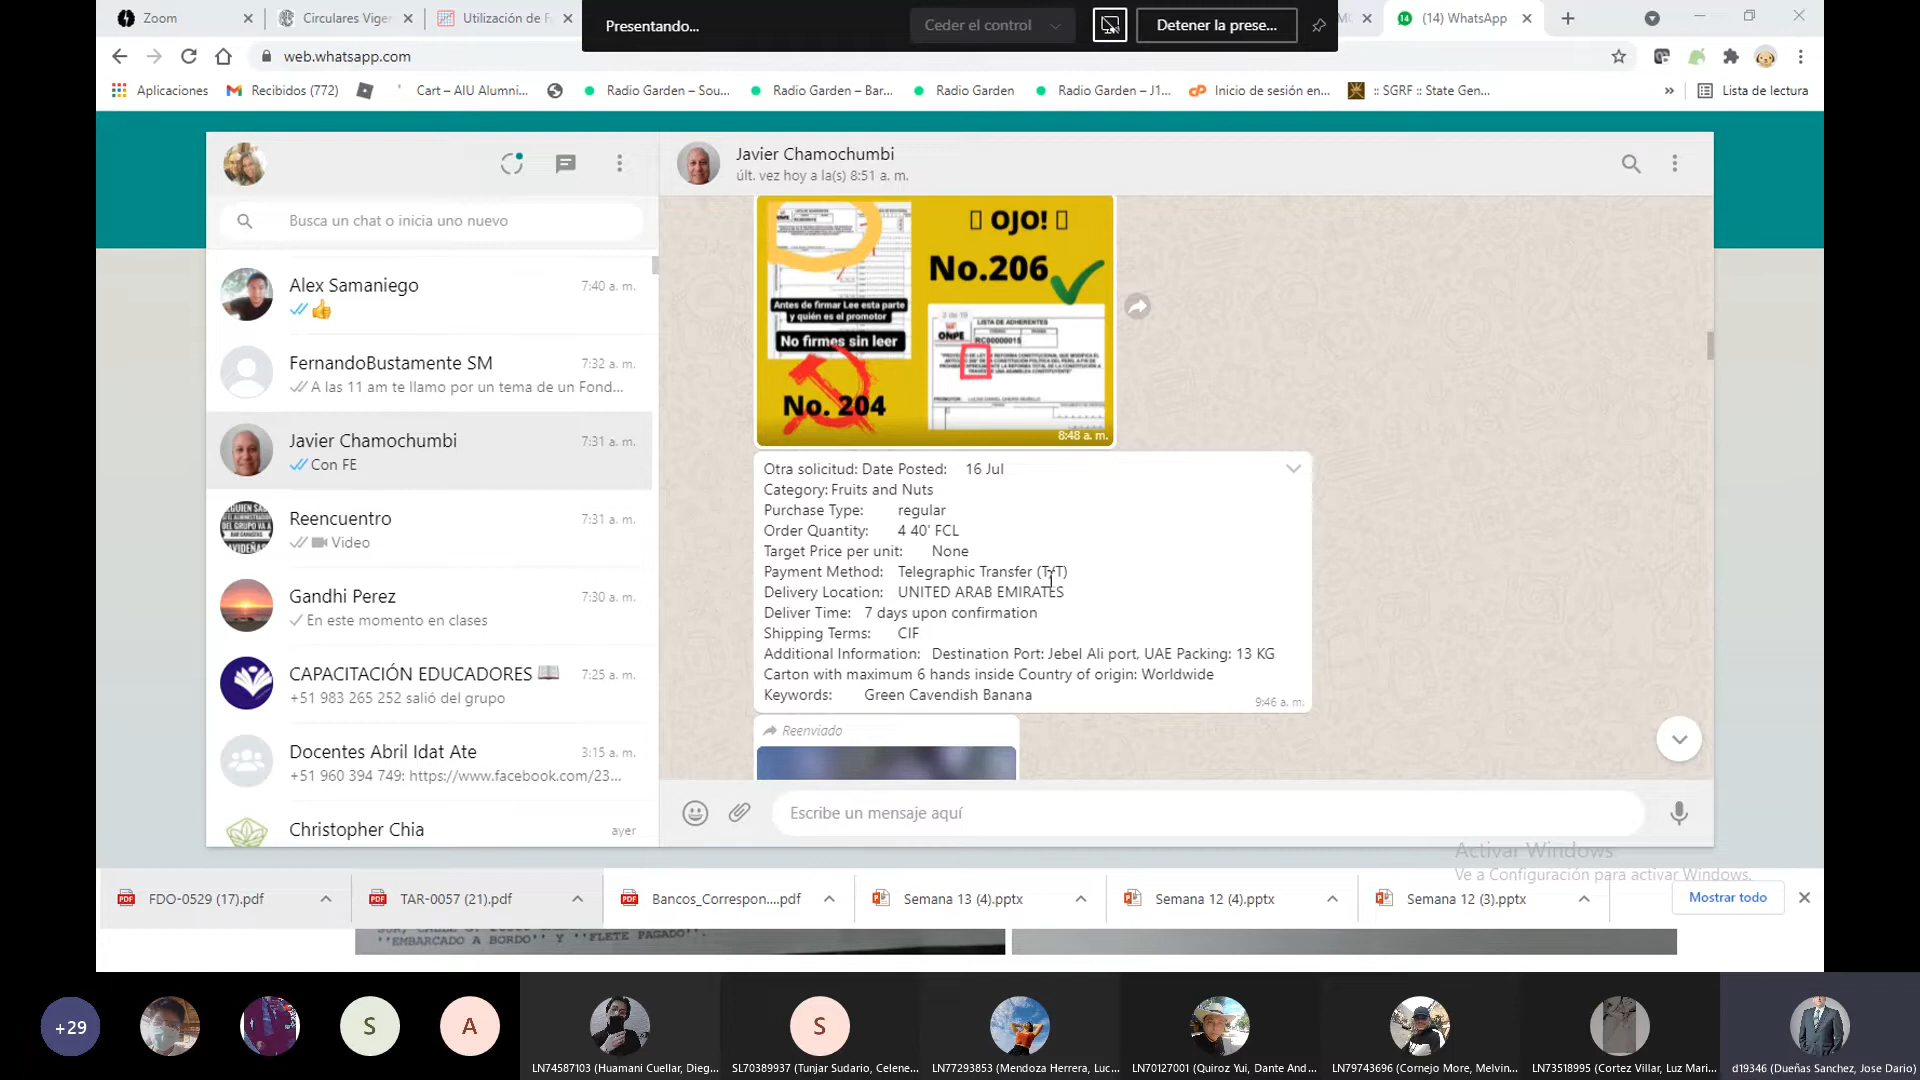 Presentando...
Ceder el control
Detener la prese...
Zoom
Circulares Viger
Utilización de F
(14) WhatsApp
web.whatsapp.com
Aplicaciones
Recibidos (772)
Cart – AIU Alumni...
Radio Garden – Sou...
Radio Garden – Bar...
Radio Garden
Radio Garden – J1...
Inicio de sesión en...
:: SGRF :: State Gen...
»
Lista de lectura
Busca un chat o inicia uno nuevo
Alex Samaniego
7:40 a. m.
👍
FernandoBustamente SM
7:32 a. m.
A las 11 am te llamo por un tema de un Fond...
Javier Chamochumbi
7:31 a. m.
Con FE
Reencuentro
7:31 a. m.
Video
Gandhi Perez
7:30 a. m.
En este momento en clases
CAPACITACIÓN EDUCADORES 📖
7:25 a. m.
+51 983 265 252 salió del grupo
Docentes Abril Idat Ate
3:15 a. m.
+51 960 394 749: https://www.facebook.com/23...
Christopher Chia
ayer
Javier Chamochumbi
últ. vez hoy a la(s) 8:51 a. m.
OJO!
No.206
Antes de firmar Lee esta parte
y quién es el promotor
No firmes sin leer
No. 204
2 de 19
ONPE
LISTA DE ADHERENTES
RC00000015
8:48 a. m.
Otra solicitud: Date Posted: 16 Jul
Category: Fruits and Nuts
Purchase Type: regular
Order Quantity: 4 40' FCL
Target Price per unit: None
Payment Method: Telegraphic Transfer (T/T)
Delivery Location: UNITED ARAB EMIRATES
Deliver Time: 7 days upon confirmation
Shipping Terms: CIF
Additional Information: Destination Port: Jebel Ali port, UAE Packing: 13 KG
Carton with maximum 6 hands inside Country of origin: Worldwide
Keywords: Green Cavendish Banana
9:46 a. m.
Reenviado
Escribe un mensaje aquí
Activar Windows
Ve a Configuración para activar Windows.
FDO-0529 (17).pdf
TAR-0057 (21).pdf
Bancos_Correspon....pdf
Semana 13 (4).pptx
Semana 12 (4).pptx
Semana 12 (3).pptx
Mostrar todo
''EMBARCADO A BORDO'' Y ''FLETE PAGADO''.
+29
S
A
S
LN74587103 (Huamani Cuellar, Dieg...
SL70389937 (Tunjar Sudario, Celene...
LN77293853 (Mendoza Herrera, Luc...
LN70127001 (Quiroz Yui, Dante And...
LN79743696 (Cornejo More, Melvin...
LN73518995 (Cortez Villar, Luz Mari...
d19346 (Dueñas Sanchez, Jose Dario)